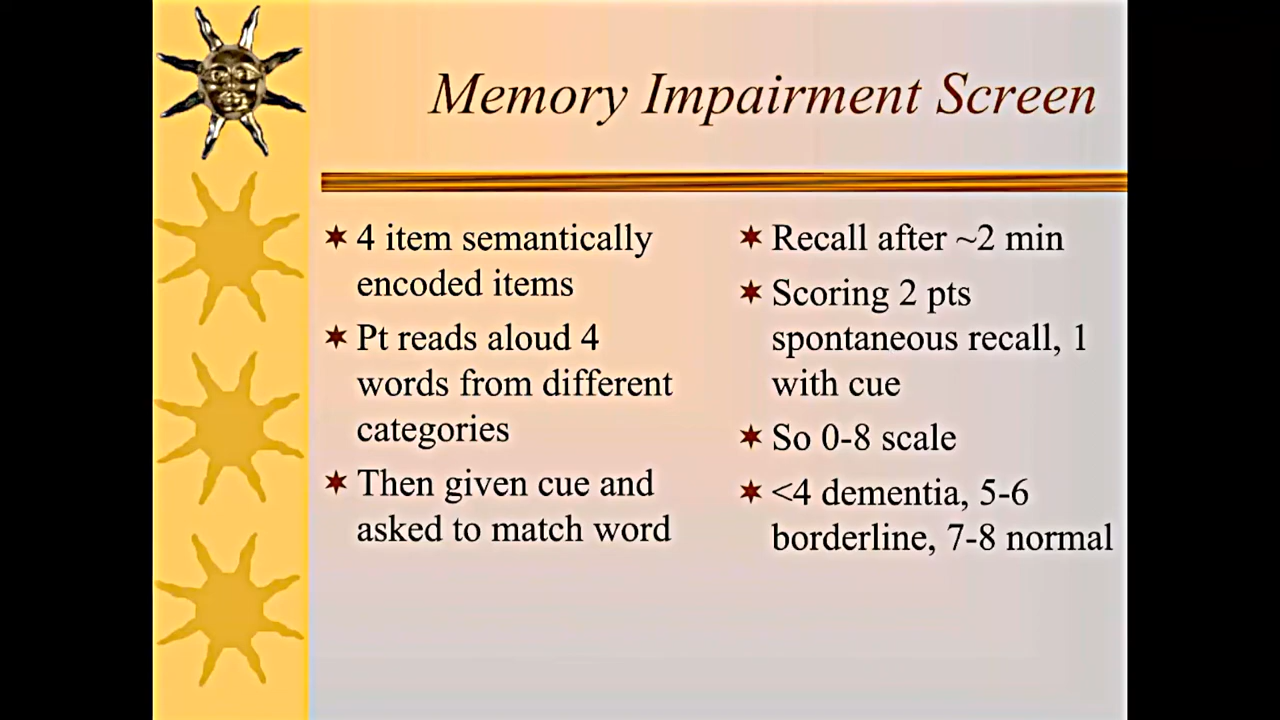 Memory Impairment Screen
4 item semantically
encoded items
Pt reads aloud 4
words from different
categories
Then given cue and
asked to match word
Recall after ~2 min
Scoring 2 pts
spontaneous recall, 1
with cue
So 0-8 scale
<4 dementia, 5-6
borderline, 7-8 normal